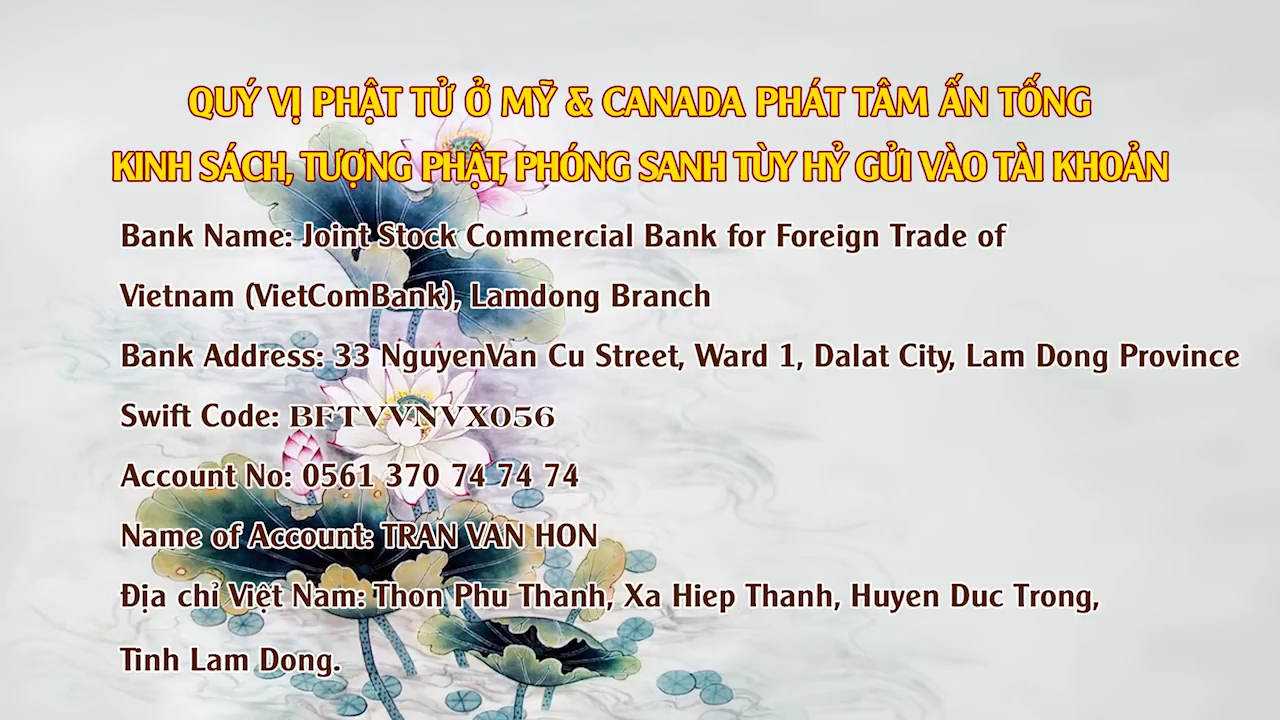 QUÝ VỊ PHẬT TỬ Ở MỸ & CANADA PHÁT TÂM ẤN TỐNG
KINH SÁCH, TƯỢNG PHẬT, PHÓNG SANH TÙY HỶ GỬI VÀO TÀI KHOẢN
Bank Name: Joint Stock Commercial Bank for Foreign Trade of
Vietnam (VietComBank), Lamdong Branch
Bank Address: 33 NguyenVan Cu Street, Ward 1, Dalat City, Lam Dong Province
Swift Code: BFTVVNVX056
Account No: 0561 370 74 74 74
Name of Account: TRAN VAN HON
Địa chỉ Việt Nam: Thon Phu Thanh, Xa Hiep Thanh, Huyen Duc Trong,
Tỉnh Lam Dong.